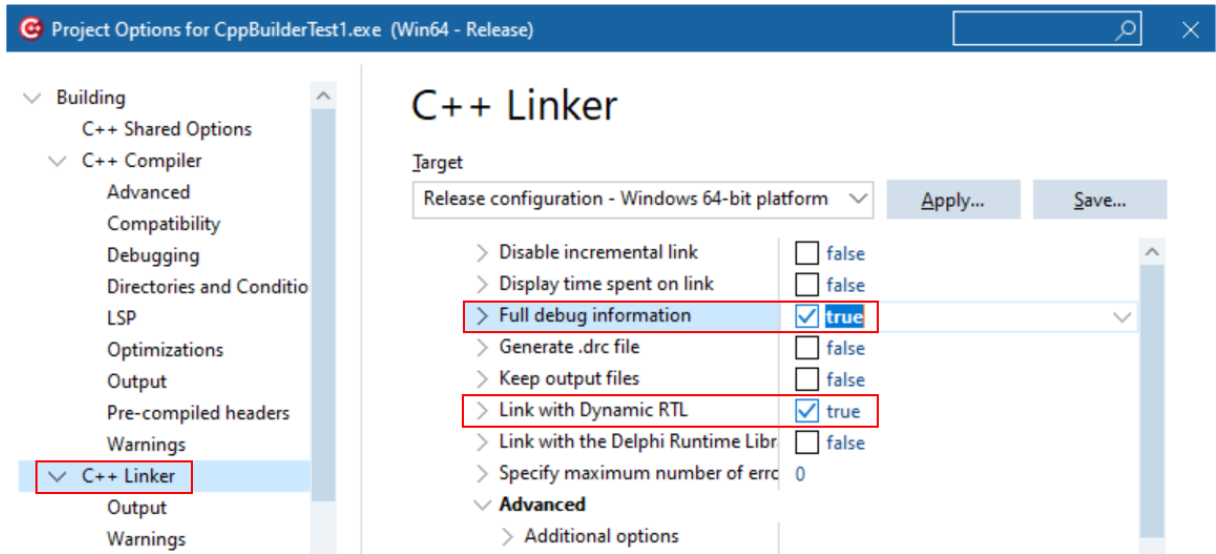 Project Options for CppBuilderTest1.exe (Win64 - Release)
Building
C++ Shared Options
C++ Compiler
Advanced
Compatibility
Debugging
Directories and Conditio
LSP
Optimizations
Output
Pre-compiled headers
Warnings
C++ Linker
Output
Warnings
C++ Linker
Target
Release configuration - Windows 64-bit platform Apply... Save...
Disable incremental link false
Display time spent on link false
Full debug information true
Generate .drc file false
Keep output files false
Link with Dynamic RTL true
Link with the Delphi Runtime Libr false
Specify maximum number of errc 0
Advanced
Additional options